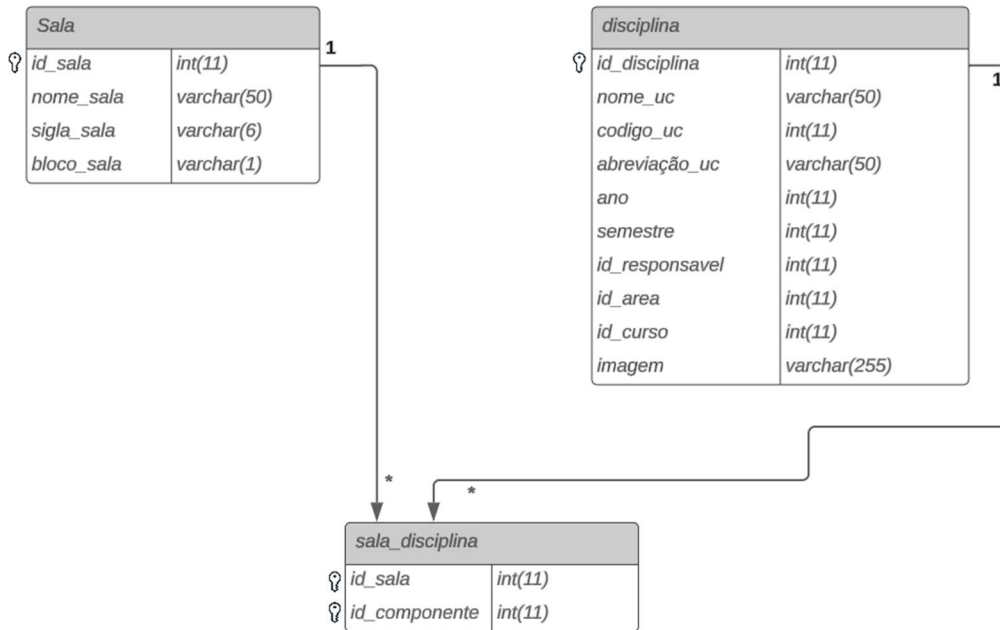 Sala
1
id_sala int(11)
nome_sala varchar(50)
sigla_sala varchar(6)
bloco_sala varchar(1)
disciplina
id_disciplina int(11)
1
nome_uc varchar(50)
codigo_uc int(11)
abreviação_uc varchar(50)
ano int(11)
semestre int(11)
id_responsavel int(11)
id_area int(11)
id_curso int(11)
imagem varchar(255)
*
*
sala_disciplina
id_sala int(11)
id_componente int(11)